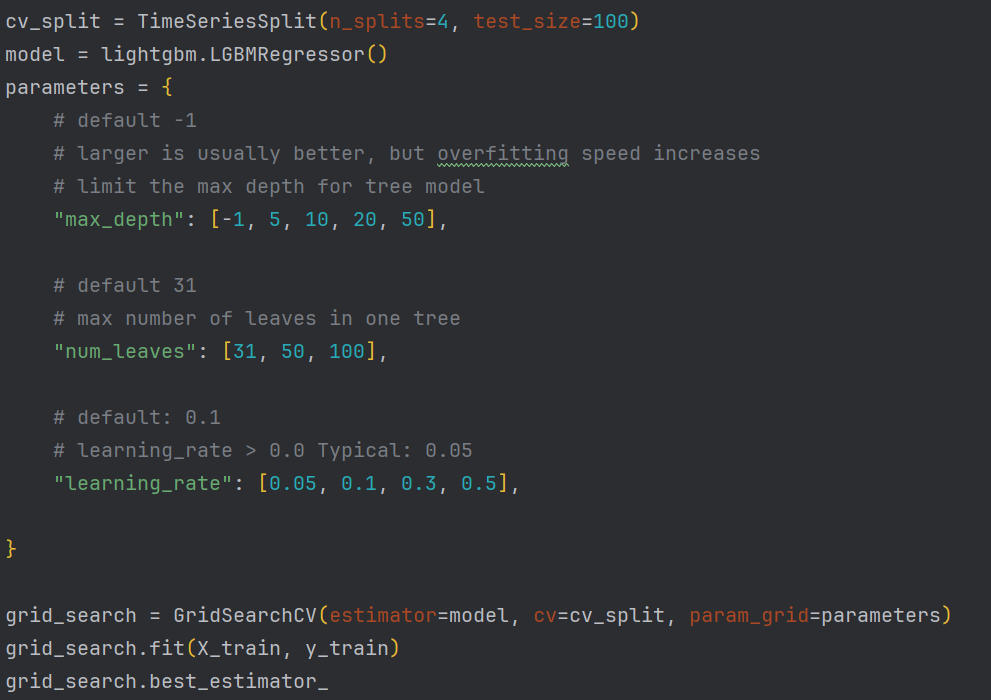 cv_split = TimeSeriesSplit(n_splits=4, test_size=100)
model = lightgbm.LGBMRegressor()
parameters = {
    # default -1
    # larger is usually better, but overfitting speed increases
    # limit the max depth for tree model
    "max_depth": [-1, 5, 10, 20, 50],
    # default 31
    # max number of leaves in one tree
    "num_leaves": [31, 50, 100],
    # default: 0.1
    # learning_rate > 0.0 Typical: 0.05
    "learning_rate": [0.05, 0.1, 0.3, 0.5],
}
grid_search = GridSearchCV(estimator=model, cv=cv_split, param_grid=parameters)
grid_search.fit(X_train, y_train)
grid_search.best_estimator_